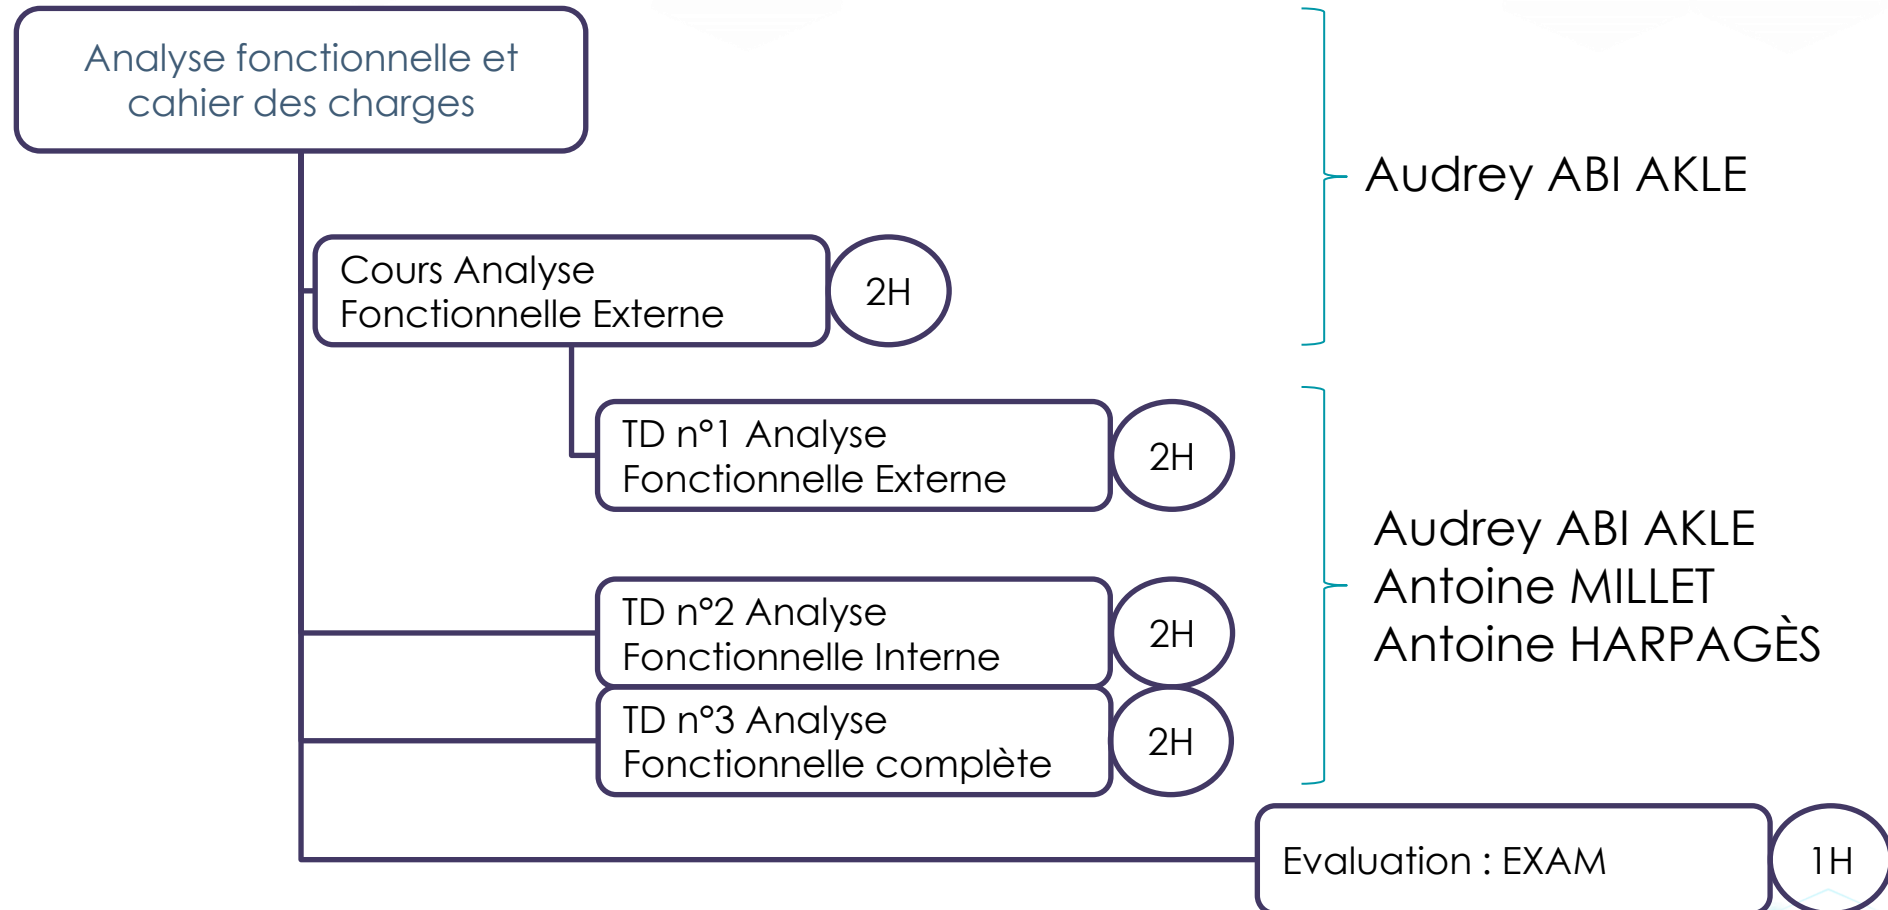 Analyse fonctionnelle et
cahier des charges
Audrey ABI AKLE
Cours Analyse
Fonctionnelle Externe
2H
TD n°1 Analyse
Fonctionnelle Externe
2H
Audrey ABI AKLE
Antoine MILLET
Antoine HARPAGÈS
TD n°2 Analyse
Fonctionnelle Interne
2H
TD n°3 Analyse
Fonctionnelle complète
2H
Evaluation : EXAM
1H